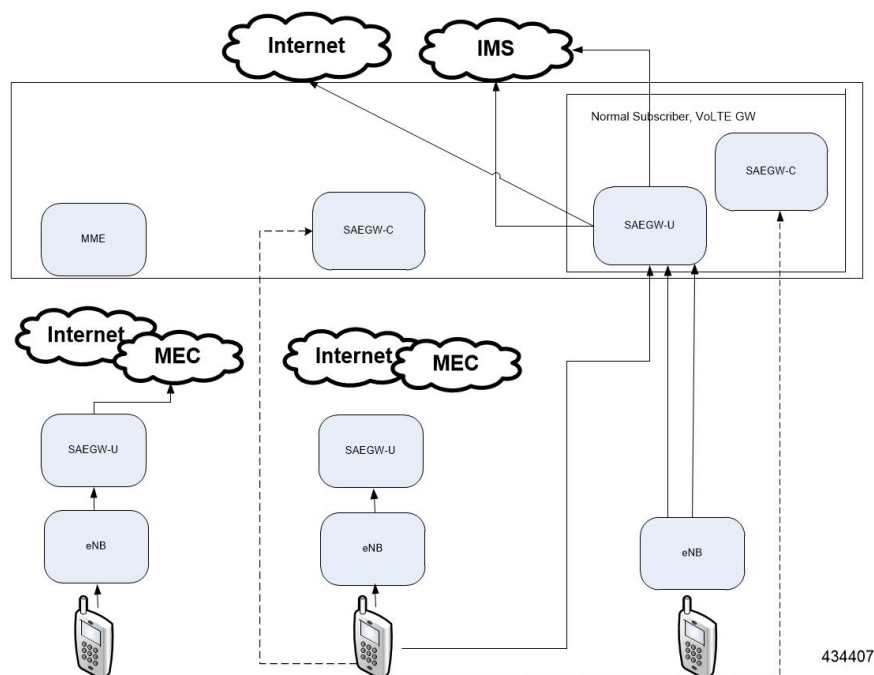 Internet
IMS
Normal Subscriber, VoLTE GW
SAEGW-C
SAEGW-U
SAEGW-C
MME
Internet
MEC
Internet
MEC
SAEGW-U
SAEGW-U
eNB
eNB
eNB
434407